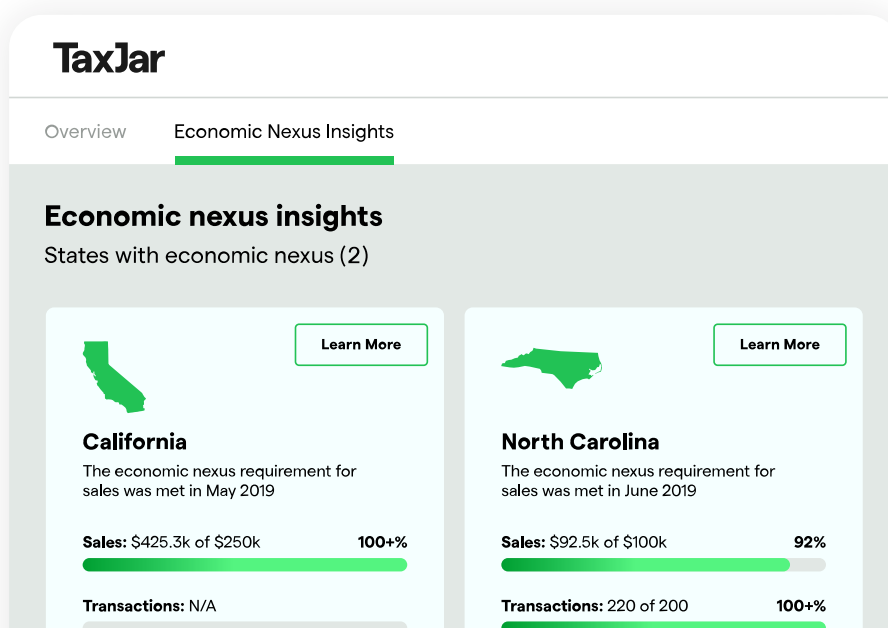 TaxJar
Overview
Economic Nexus Insights
Economic nexus insights
States with economic nexus (2)
Learn More
California
The economic nexus requirement for
sales was met in May 2019
Sales: $425.3k of $250k 100+%
Transactions: N/A
Learn More
North Carolina
The economic nexus requirement for
sales was met in June 2019
Sales: $92.5k of $100k 92%
Transactions: 220 of 200 100+%